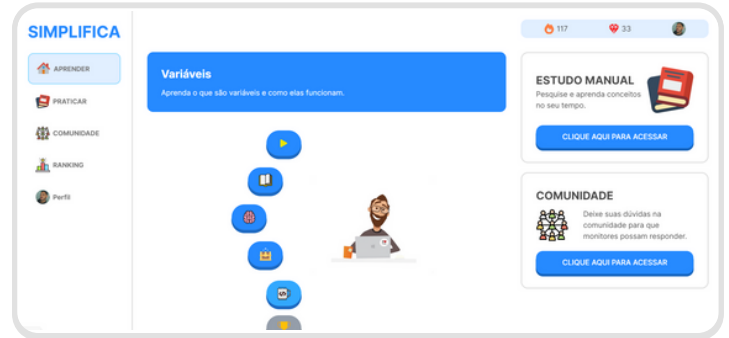 SIMPLIFICA
APRENDER
PRATICAR
COMUNIDADE
RANKING
Perfil
117
33
Variáveis
Aprenda o que são variáveis e como elas funcionam.
ESTUDO MANUAL
Pesquise e aprenda conceitos
no seu tempo.
CLIQUE AQUI PARA ACESSAR
COMUNIDADE
Deixe suas dúvidas na
comunidade para que
monitores possam responder.
CLIQUE AQUI PARA ACESSAR